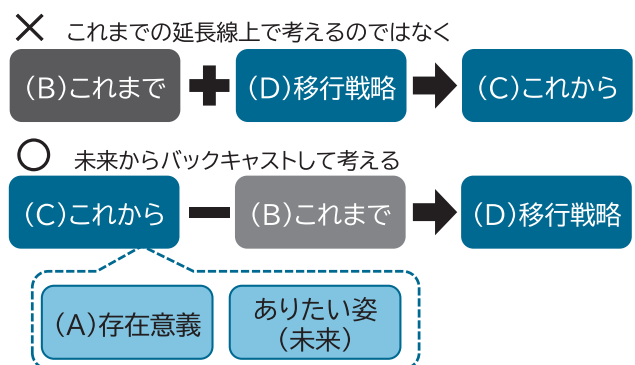 × これまでの延長線上で考えるのではなく
(B)これまで + (D)移行戦略 (C)これから
○ 未来からバックキャストして考える
(C)これから − (B)これまで (D)移行戦略
(A)存在意義
ありたい姿
(未来)